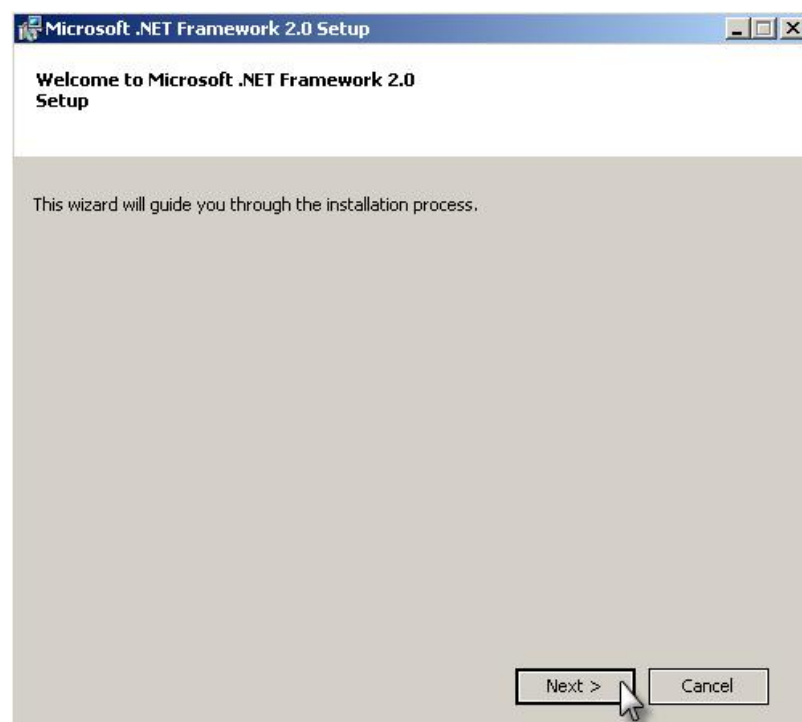 Microsoft .NET Framework 2.0 Setup
Welcome to Microsoft .NET Framework 2.0
Setup
This wizard will guide you through the installation process.
Next >
Cancel